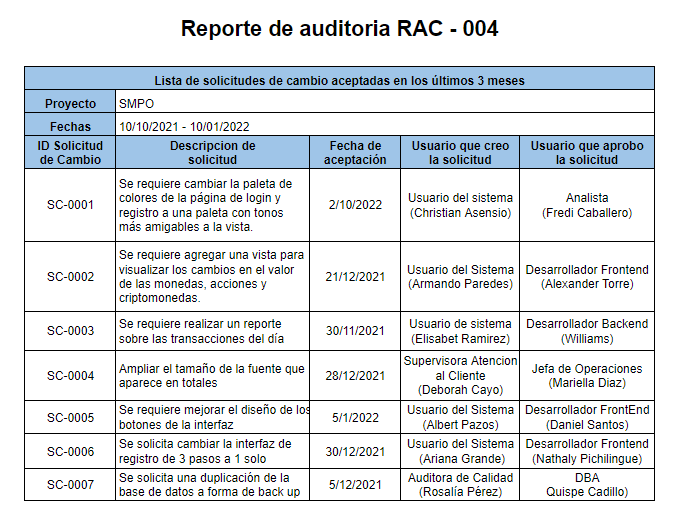 Reporte de auditoria RAC - 004
Lista de solicitudes de cambio aceptadas en los últimos 3 meses
Proyecto SMPO
Fechas 10/10/2021 - 10/01/2022
ID Solicitud de Cambio
Descripcion de solicitud
Fecha de aceptación
Usuario que creo la solicitud
Usuario que aprobo la solicitud
SC-0001
Se requiere cambiar la paleta de
colores de la página de login y
registro a una paleta con tonos
más amigables a la vista.
2/10/2022
Usuario del sistema
(Christian Asensio)
Analista
(Fredi Caballero)
SC-0002
Se requiere agregar una vista para
visualizar los cambios en el valor
de las monedas, acciones y
criptomonedas.
21/12/2021
Usuario del Sistema
(Armando Paredes)
Desarrollador Frontend
(Alexander Torre)
SC-0003
Se requiere realizar un reporte
sobre las transacciones del día
30/11/2021
Usuario de sistema
(Elisabet Ramirez)
Desarrollador Backend
(Williams)
SC-0004
Ampliar el tamaño de la fuente que
aparece en totales
28/12/2021
Supervisora Atencion
al Cliente
(Deborah Cayo)
Jefa de Operaciones
(Mariella Diaz)
SC-0005
Se requiere mejorar el diseño de los
botones de la interfaz
5/1/2022
Usuario del Sistema
(Albert Pazos)
Desarrollador FrontEnd
(Daniel Santos)
SC-0006
Se solicita cambiar la interfaz de
registro de 3 pasos a 1 solo
30/12/2021
Usuario del Sistema
(Ariana Grande)
Desarrollador Frontend
(Nathaly Pichilingue)
SC-0007
Se solicita una duplicación de la
base de datos a forma de back up
5/12/2021
Auditora de Calidad
(Rosalía Pérez)
DBA
Quispe Cadillo)